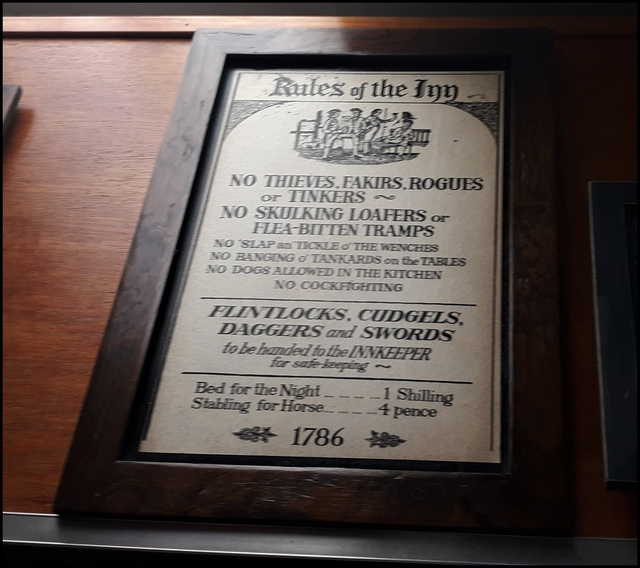 Rules of the Inn
NO THIEVES, FAKIRS, ROGUES
or TINKERS ~
NO SKULKING LOAFERS or
FLEA-BITTEN TRAMPS
NO 'SLAP an' TICKLE o' THE WENCHES
NO BANGING o' TANKARDS on the TABLES
NO DOGS ALLOWED IN THE KITCHEN
NO COCKFIGHTING
FLINTLOCKS, CUDGELS,
DAGGERS and SWORDS
to be handed to the INNKEEPER
for safe-keeping ~
Bed for the Night _ _ _ _ 1 Shilling
Stabling for Horse _ _ _ _ 4 pence
1786